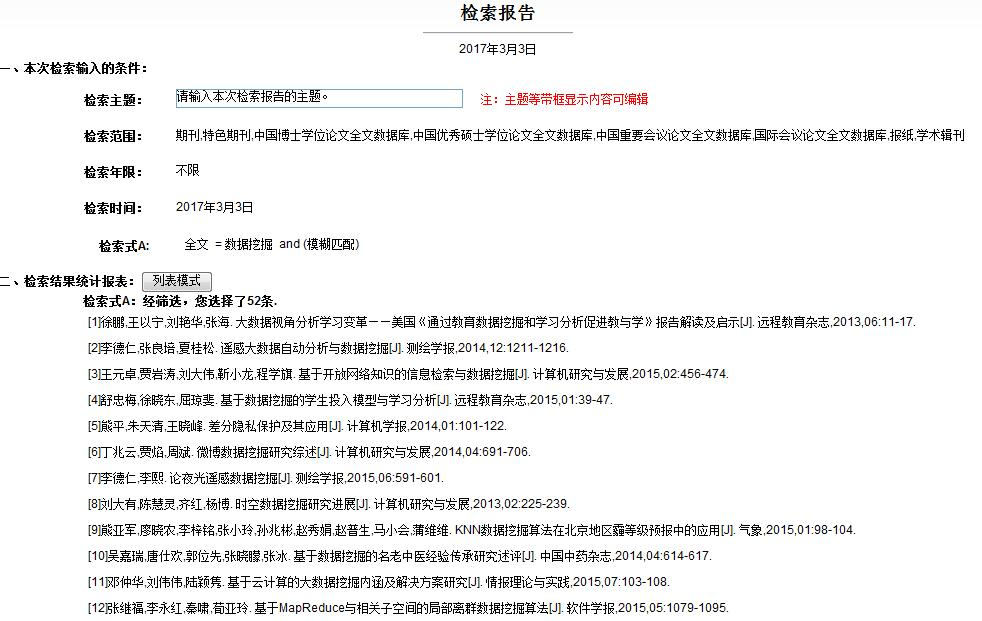 检索报告
2017年3月3日
一、本次检索输入的条件:
检索主题: 请输入本次检索报告的主题。 注:主题等带框显示内容可编辑
检索范围: 期刊,特色期刊,中国博士学位论文全文数据库,中国优秀硕士学位论文全文数据库,中国重要会议论文全文数据库,国际会议论文全文数据库,报纸,学术辑刊
检索年限: 不限
检索时间: 2017年3月3日
检索式A: 全文 = 数据挖掘 and (模糊匹配)
二、检索结果统计报表: 列表模式
检索式A:经筛选,您选择了52条.
[1]徐鹏,王以宁,刘艳华,张海. 大数据视角分析学习变革——美国《通过教育数据挖掘和学习分析促进教与学》报告解读及启示[J]. 远程教育杂志,2013,06:11-17.
[2]李德仁,张良培,夏桂松. 遥感大数据自动分析与数据挖掘[J]. 测绘学报,2014,12:1211-1216.
[3]王元卓,贾岩涛,刘大伟,靳小龙,程学旗. 基于开放网络知识的信息检索与数据挖掘[J]. 计算机研究与发展,2015,02:456-474.
[4]舒忠梅,徐晓东,屈琼斐. 基于数据挖掘的学生投入模型与学习分析[J]. 远程教育杂志,2015,01:39-47.
[5]熊平,朱天清,王晓峰. 差分隐私保护及其应用[J]. 计算机学报,2014,01:101-122.
[6]丁兆云,贾焰,周斌. 微博数据挖掘研究综述[J]. 计算机研究与发展,2014,04:691-706.
[7]李德仁,李熙. 论夜光遥感数据挖掘[J]. 测绘学报,2015,06:591-601.
[8]刘大有,陈慧灵,齐红,杨博. 时空数据挖掘研究进展[J]. 计算机研究与发展,2013,02:225-239.
[9]熊亚军,廖晓农,李梓铭,张小玲,孙兆彬,赵秀娟,赵普生,马小会,蒲维维. KNN数据挖掘算法在北京地区霾等级预报中的应用[J]. 气象,2015,01:98-104.
[10]吴嘉瑞,唐仕欢,郭位先,张晓朦,张冰. 基于数据挖掘的名老中医经验传承研究述评[J]. 中国中药杂志,2014,04:614-617.
[11]邓仲华,刘伟伟,陆颖隽. 基于云计算的大数据挖掘内涵及解决方案研究[J]. 情报理论与实践,2015,07:103-108.
[12]张继福,李永红,秦啸,荀亚玲. 基于MapReduce与相关子空间的局部离群数据挖掘算法[J]. 软件学报,2015,05:1079-1095.